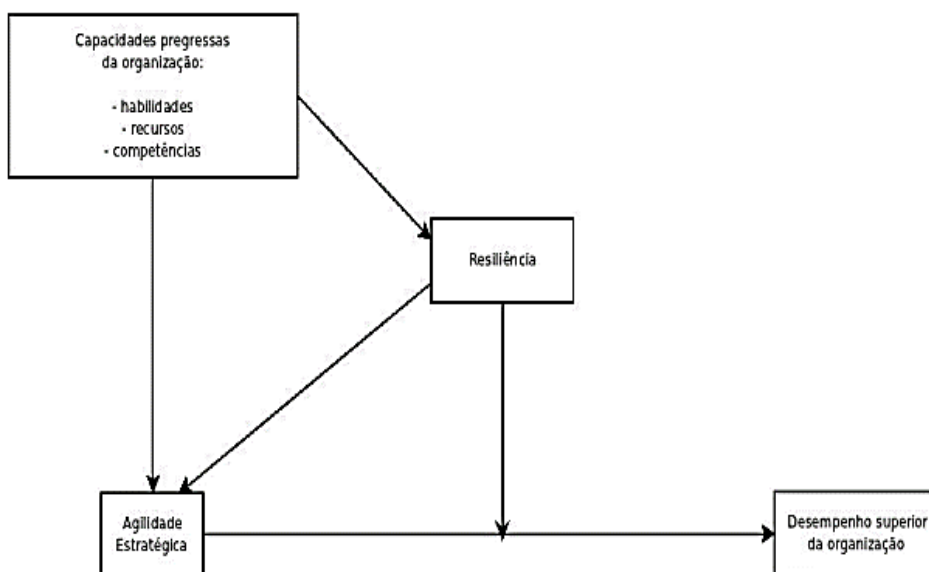 Capacidades pregressas
da organização:
- habilidades
- recursos
- competências
Resiliência
Agilidade
Estratégica
Desempenho superior
da organização